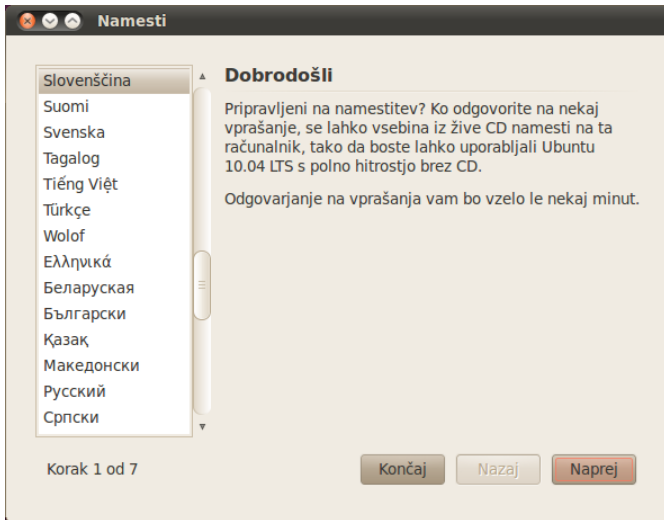 Namesti
Slovenščina
Suomi
Svenska
Tagalog
Tiếng Việt
Türkçe
Wolof
Ελληνικά
Беларуская
Български
Қазақ
Македонски
Русский
Српски
Dobrodošli
Pripravljeni na namestitev? Ko odgovorite na nekaj
vprašanje, se lahko vsebina iz žive CD namesti na ta
računalnik, tako da boste lahko uporabljali Ubuntu
10.04 LTS s polno hitrostjo brez CD.
Odgovarjanje na vprašanja vam bo vzelo le nekaj minut.
Korak 1 od 7
Končaj
Nazaj
Naprej